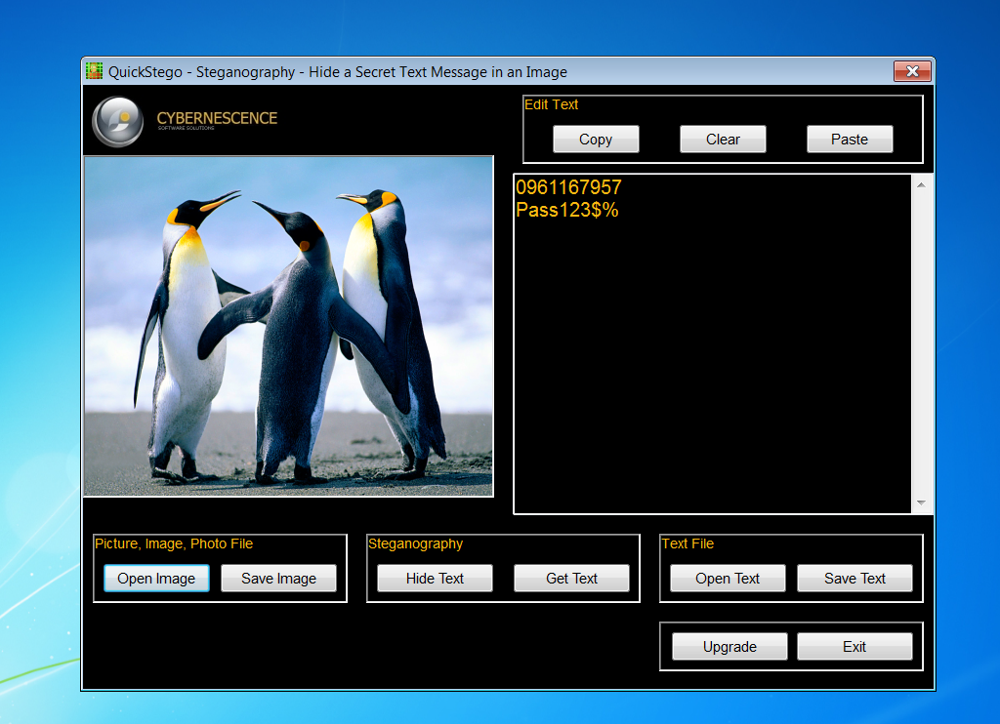 QuickStego - Steganography - Hide a Secret Text Message in an Image
CYBERNESCENCE
SOFTWARE SOLUTIONS
Edit Text
Copy
Clear
Paste
0961167957
Pass123$%
Picture, Image, Photo File
Open Image
Save Image
Steganography
Hide Text
Get Text
Text File
Open Text
Save Text
Upgrade
Exit